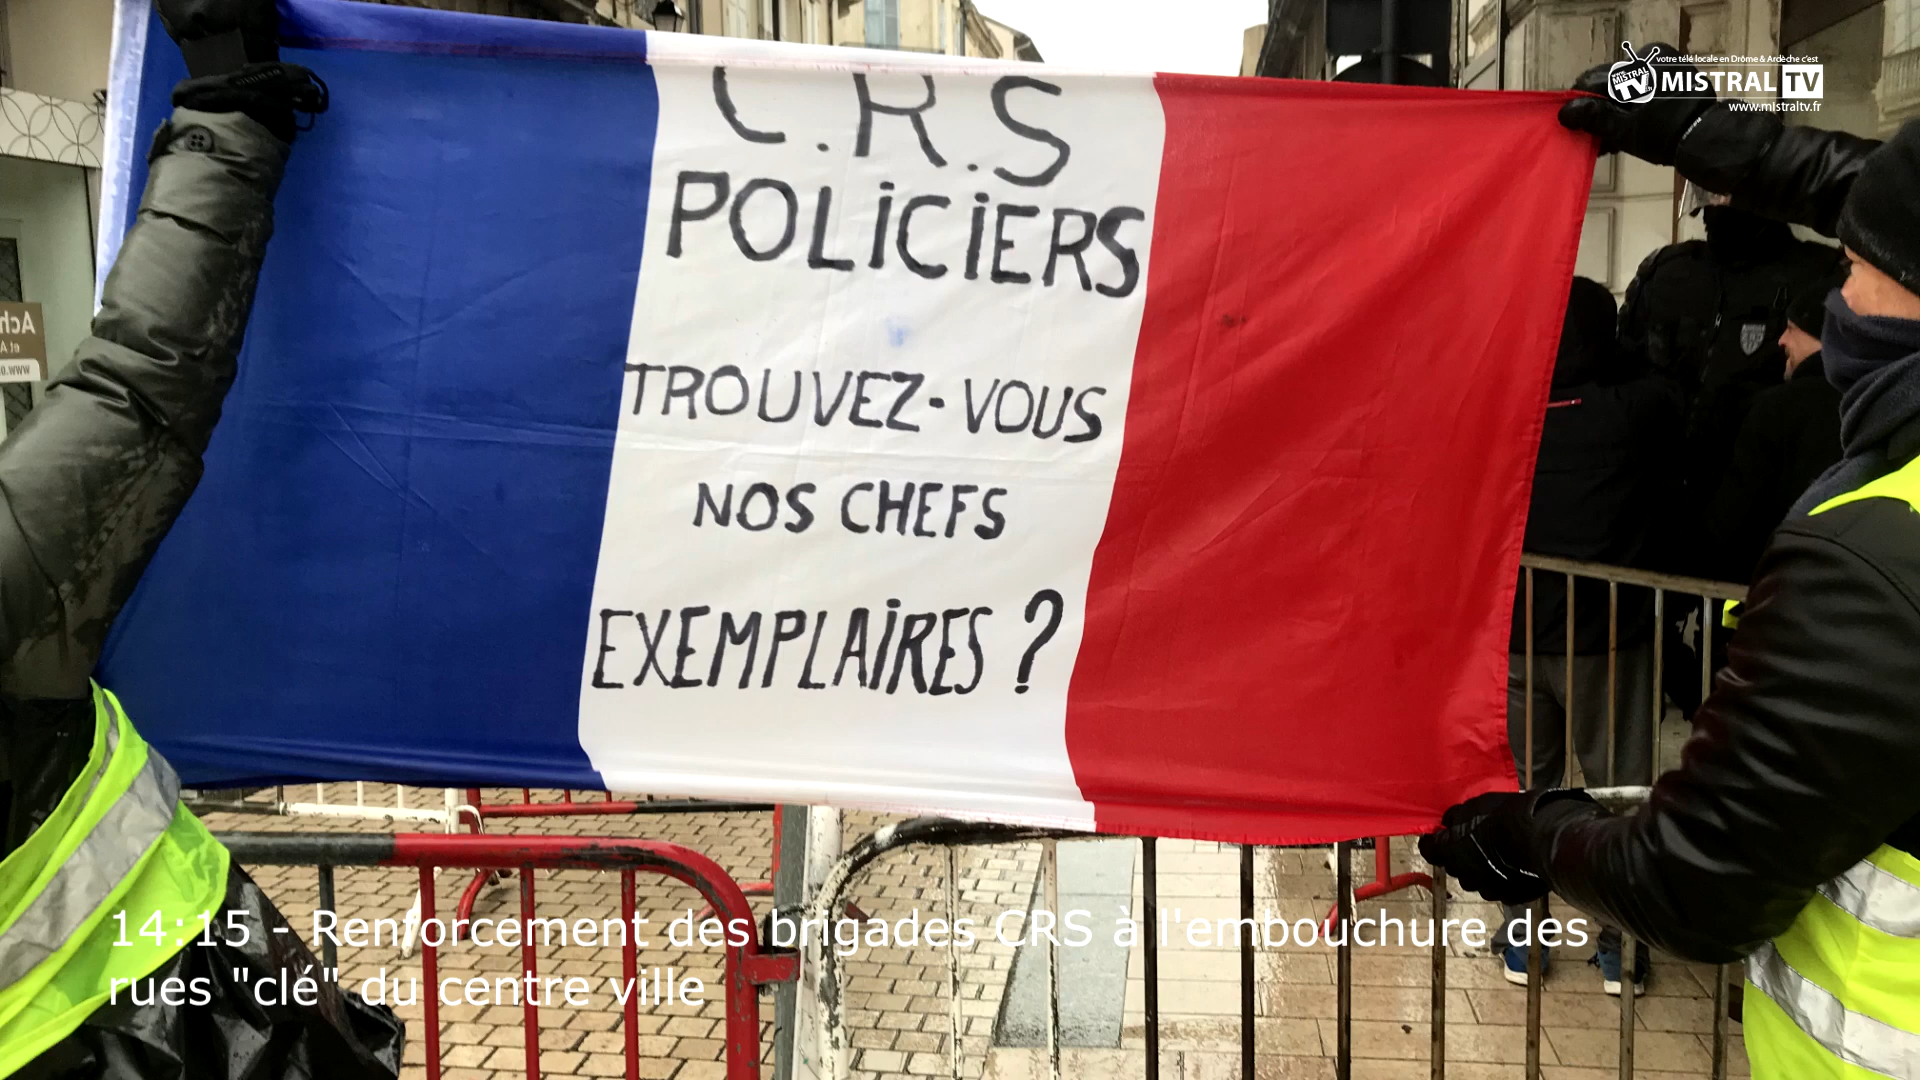 votre télé locale en Drôme & Ardèche c'est
MISTRAL TV
www.mistraltv.fr
C.R.S
POLiCiERS
TROUVEZ-VOUS
NOS CHEFS
EXEMPLAiRES ?
14:15 - Renforcement des brigades CRS à l'embouchure des
rues "clé" du centre ville